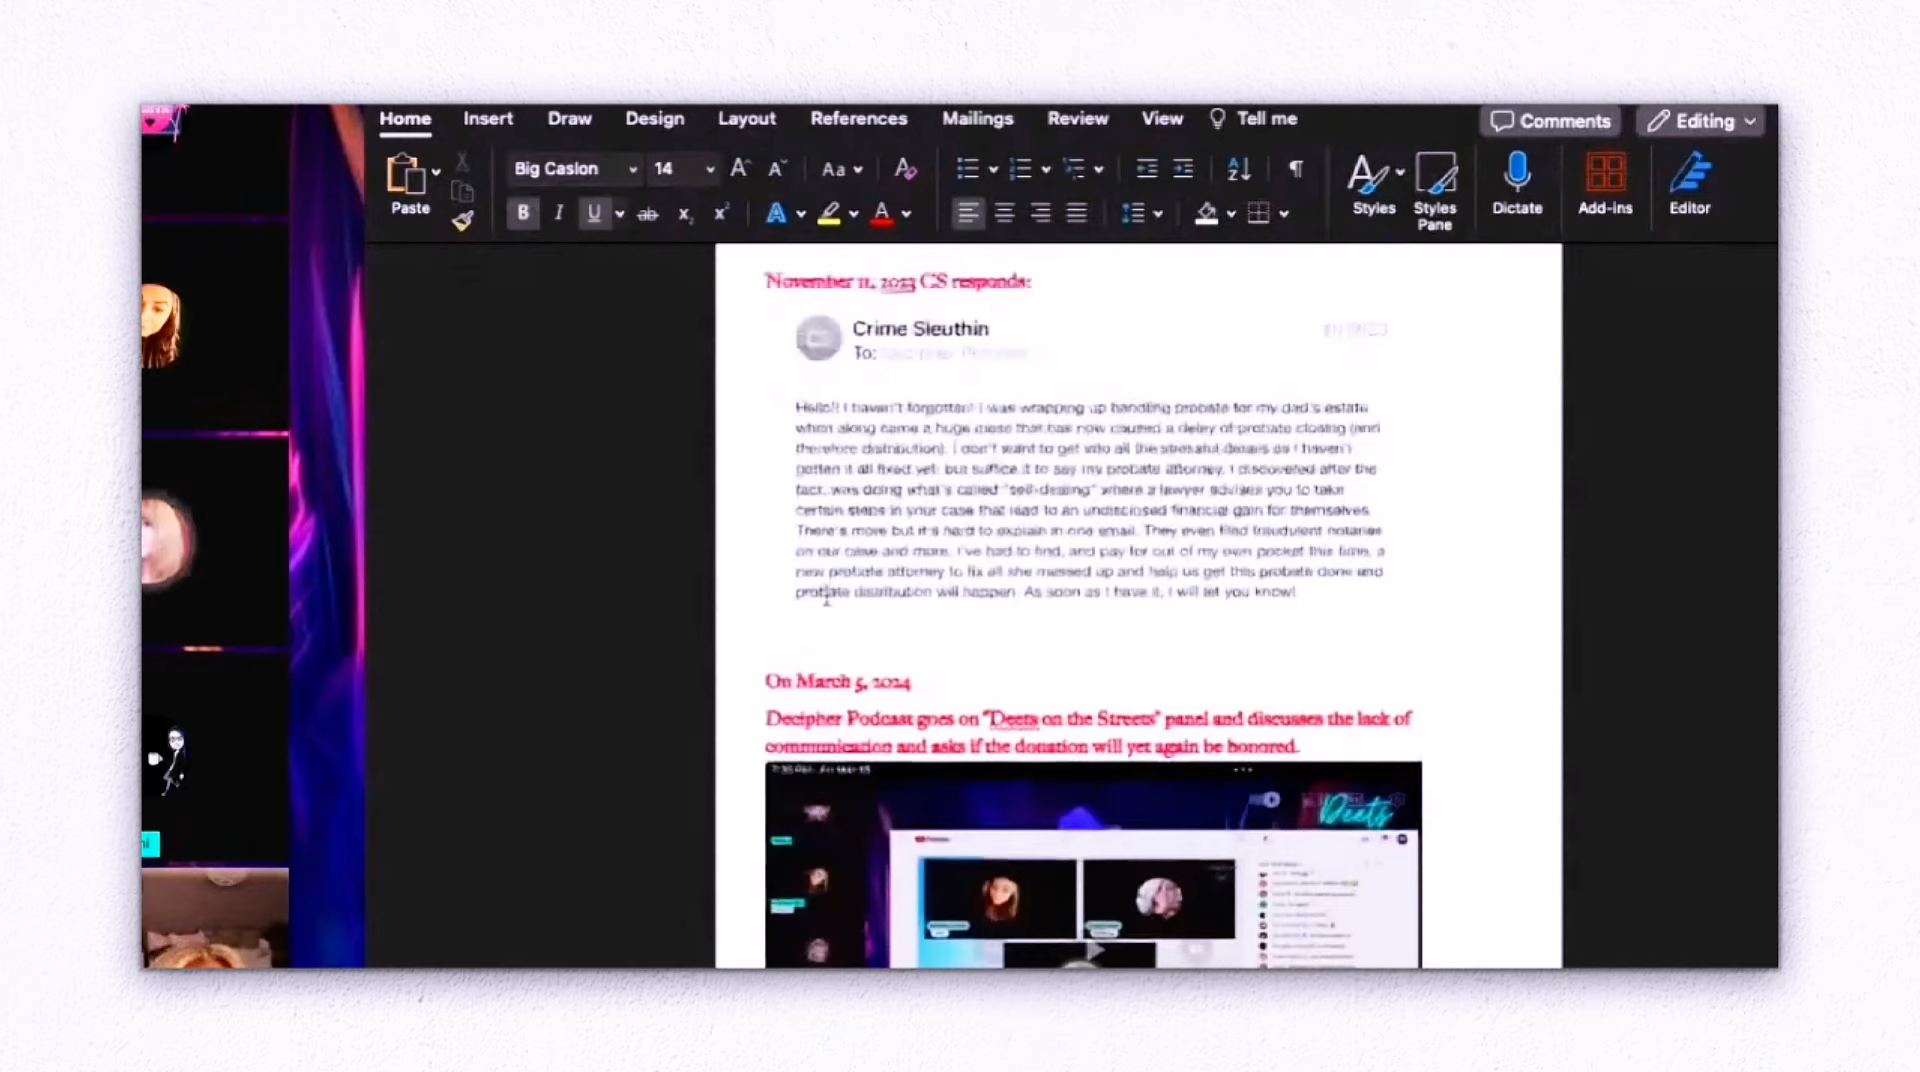 Home Insert Draw Design Layout References Mailings Review View Tell me Comments Editing
Big Caslon 14 Aa
Paste Styles Styles Pane Dictate Add-ins Editor
B I U ab x₂ x² A A
November 11, 2023 CS responds:
Crime Sleuthin
To:
Hello!! I haven't forgotten! I was wrapping up handling probate for my dad's estate
when along came a huge mess that has now caused a delay of probate closing (and
therefore distribution). I don't want to get into all the stressful details as I haven't
gotten it all fixed yet, but suffice it to say my probate attorney, I discovered after the
fact, was doing what's called "self-dealing" where a lawyer advises you to take
certain steps in your case that lead to an undisclosed financial gain for themselves.
There's more but it's hard to explain in one email. They even filed fraudulent notaries
on our case and more. I've had to find, and pay for out of my own pocket this time, a
new probate attorney to fix all she messed up and help us get this probate done and
probate distribution will happen. As soon as I have it, I will let you know!
On March 5, 2024
Decipher Podcast goes on "Deets on the Streets" panel and discusses the lack of
communication and asks if the donation will yet again be honored.
Deets